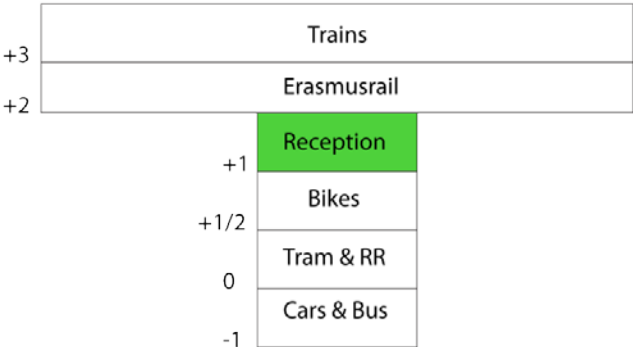 Trains
+3
Erasmusrail
+2
Reception
+1
Bikes
+1/2
Tram & RR
0
Cars & Bus
-1